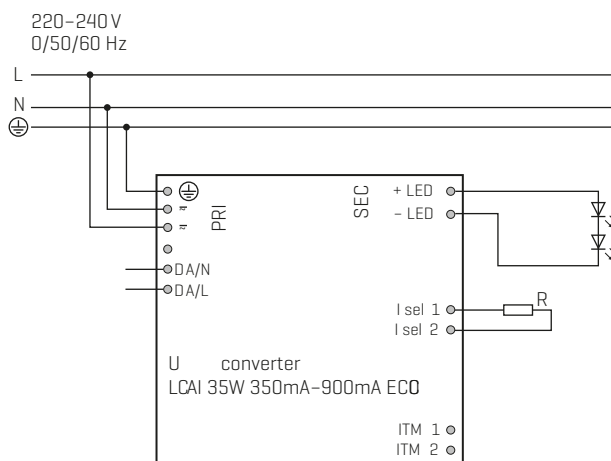 220–240 V
0/50/60 Hz
L
N
PRI
SEC
+ LED
– LED
DA/N
DA/L
I sel 1
R
I sel 2
U converter
LCAI 35W 350mA–900mA ECO
ITM 1
ITM 2